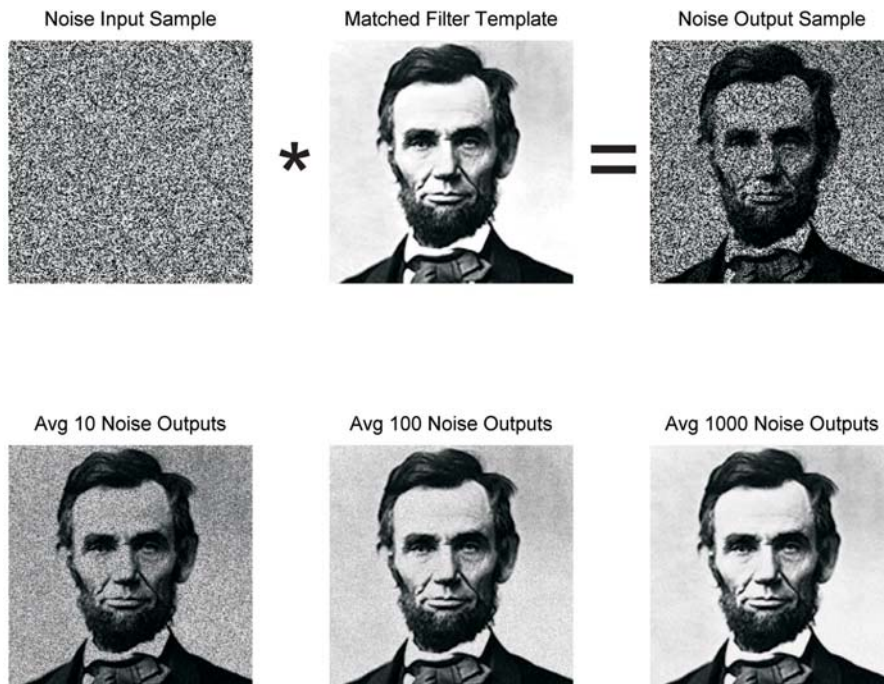 Noise Input Sample
Matched Filter Template
Noise Output Sample
*
=
Avg 10 Noise Outputs
Avg 100 Noise Outputs
Avg 1000 Noise Outputs